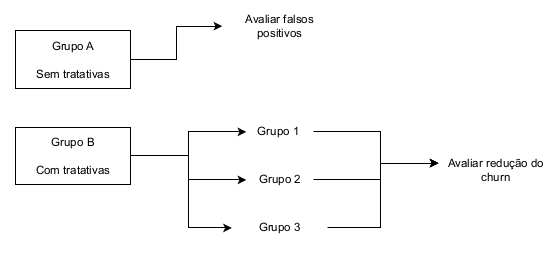 Avaliar falsos
positivos
Grupo A
Sem tratativas
Grupo B
Com tratativas
Grupo 1
Grupo 2
Grupo 3
Avaliar redução do
churn